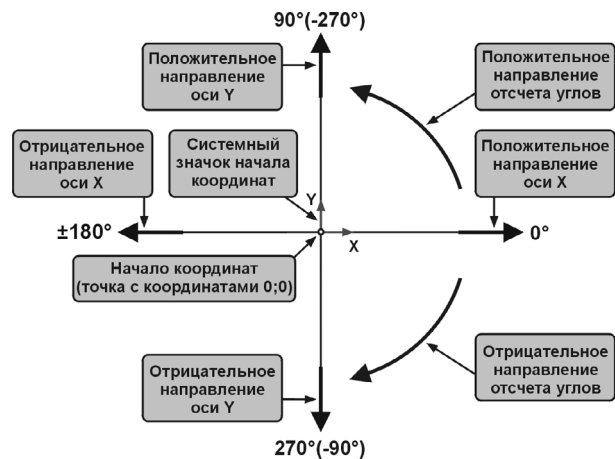 90°(-270°)
Положительное
направление
оси Y
Положительное
направление
отсчета углов
Отрицательное
направление
оси X
Системный
значок начала
координат
Положительное
направление
оси X
Y
X
±180°
0°
Начало координат
(точка с координатами 0;0)
Отрицательное
направление
оси Y
Отрицательное
направление
отсчета углов
270°(-90°)